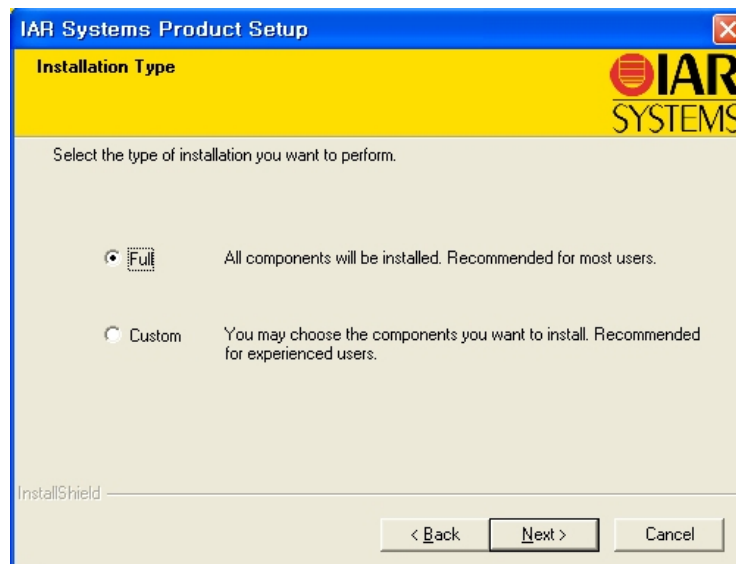 IAR Systems Product Setup
Installation Type
IAR
SYSTEMS
Select the type of installation you want to perform.
Full All components will be installed. Recommended for most users.
Custom You may choose the components you want to install. Recommended
for experienced users.
InstallShield
< Back Next > Cancel